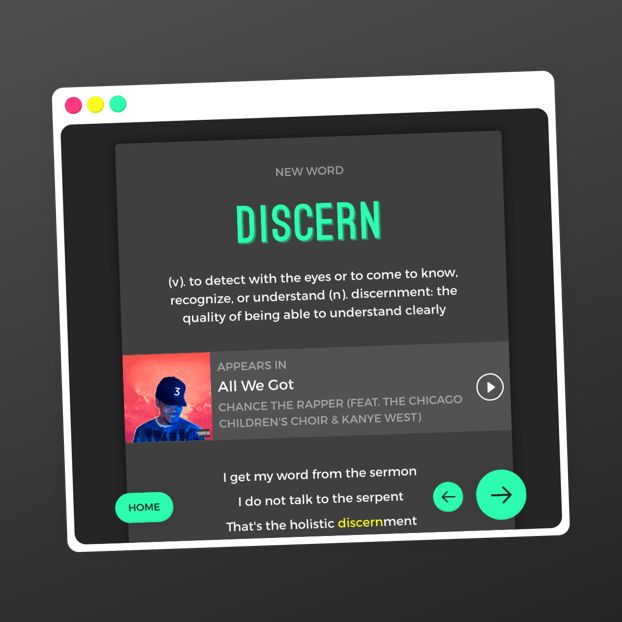 NEW WORD
DISCERN
(v). to detect with the eyes or to come to know,
recognize, or understand (n). discernment: the
quality of being able to understand clearly
APPEARS IN
All We Got
CHANCE THE RAPPER (FEAT. THE CHICAGO
CHILDREN'S CHOIR & KANYE WEST)
3
I get my word from the sermon
I do not talk to the serpent
That's the holistic discernment
HOME